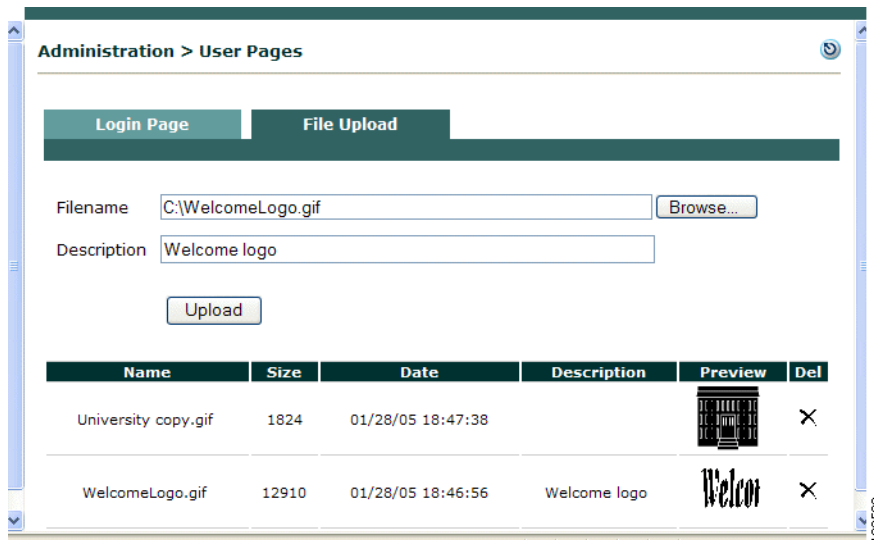 Administration > User Pages
Login Page File Upload
Filename C:\WelcomeLogo.gif Browse...
Description Welcome logo
Upload
Name Size Date Description Preview Del
University copy.gif 1824 01/28/05 18:47:38
WelcomeLogo.gif 12910 01/28/05 18:46:56 Welcome logo Welcom